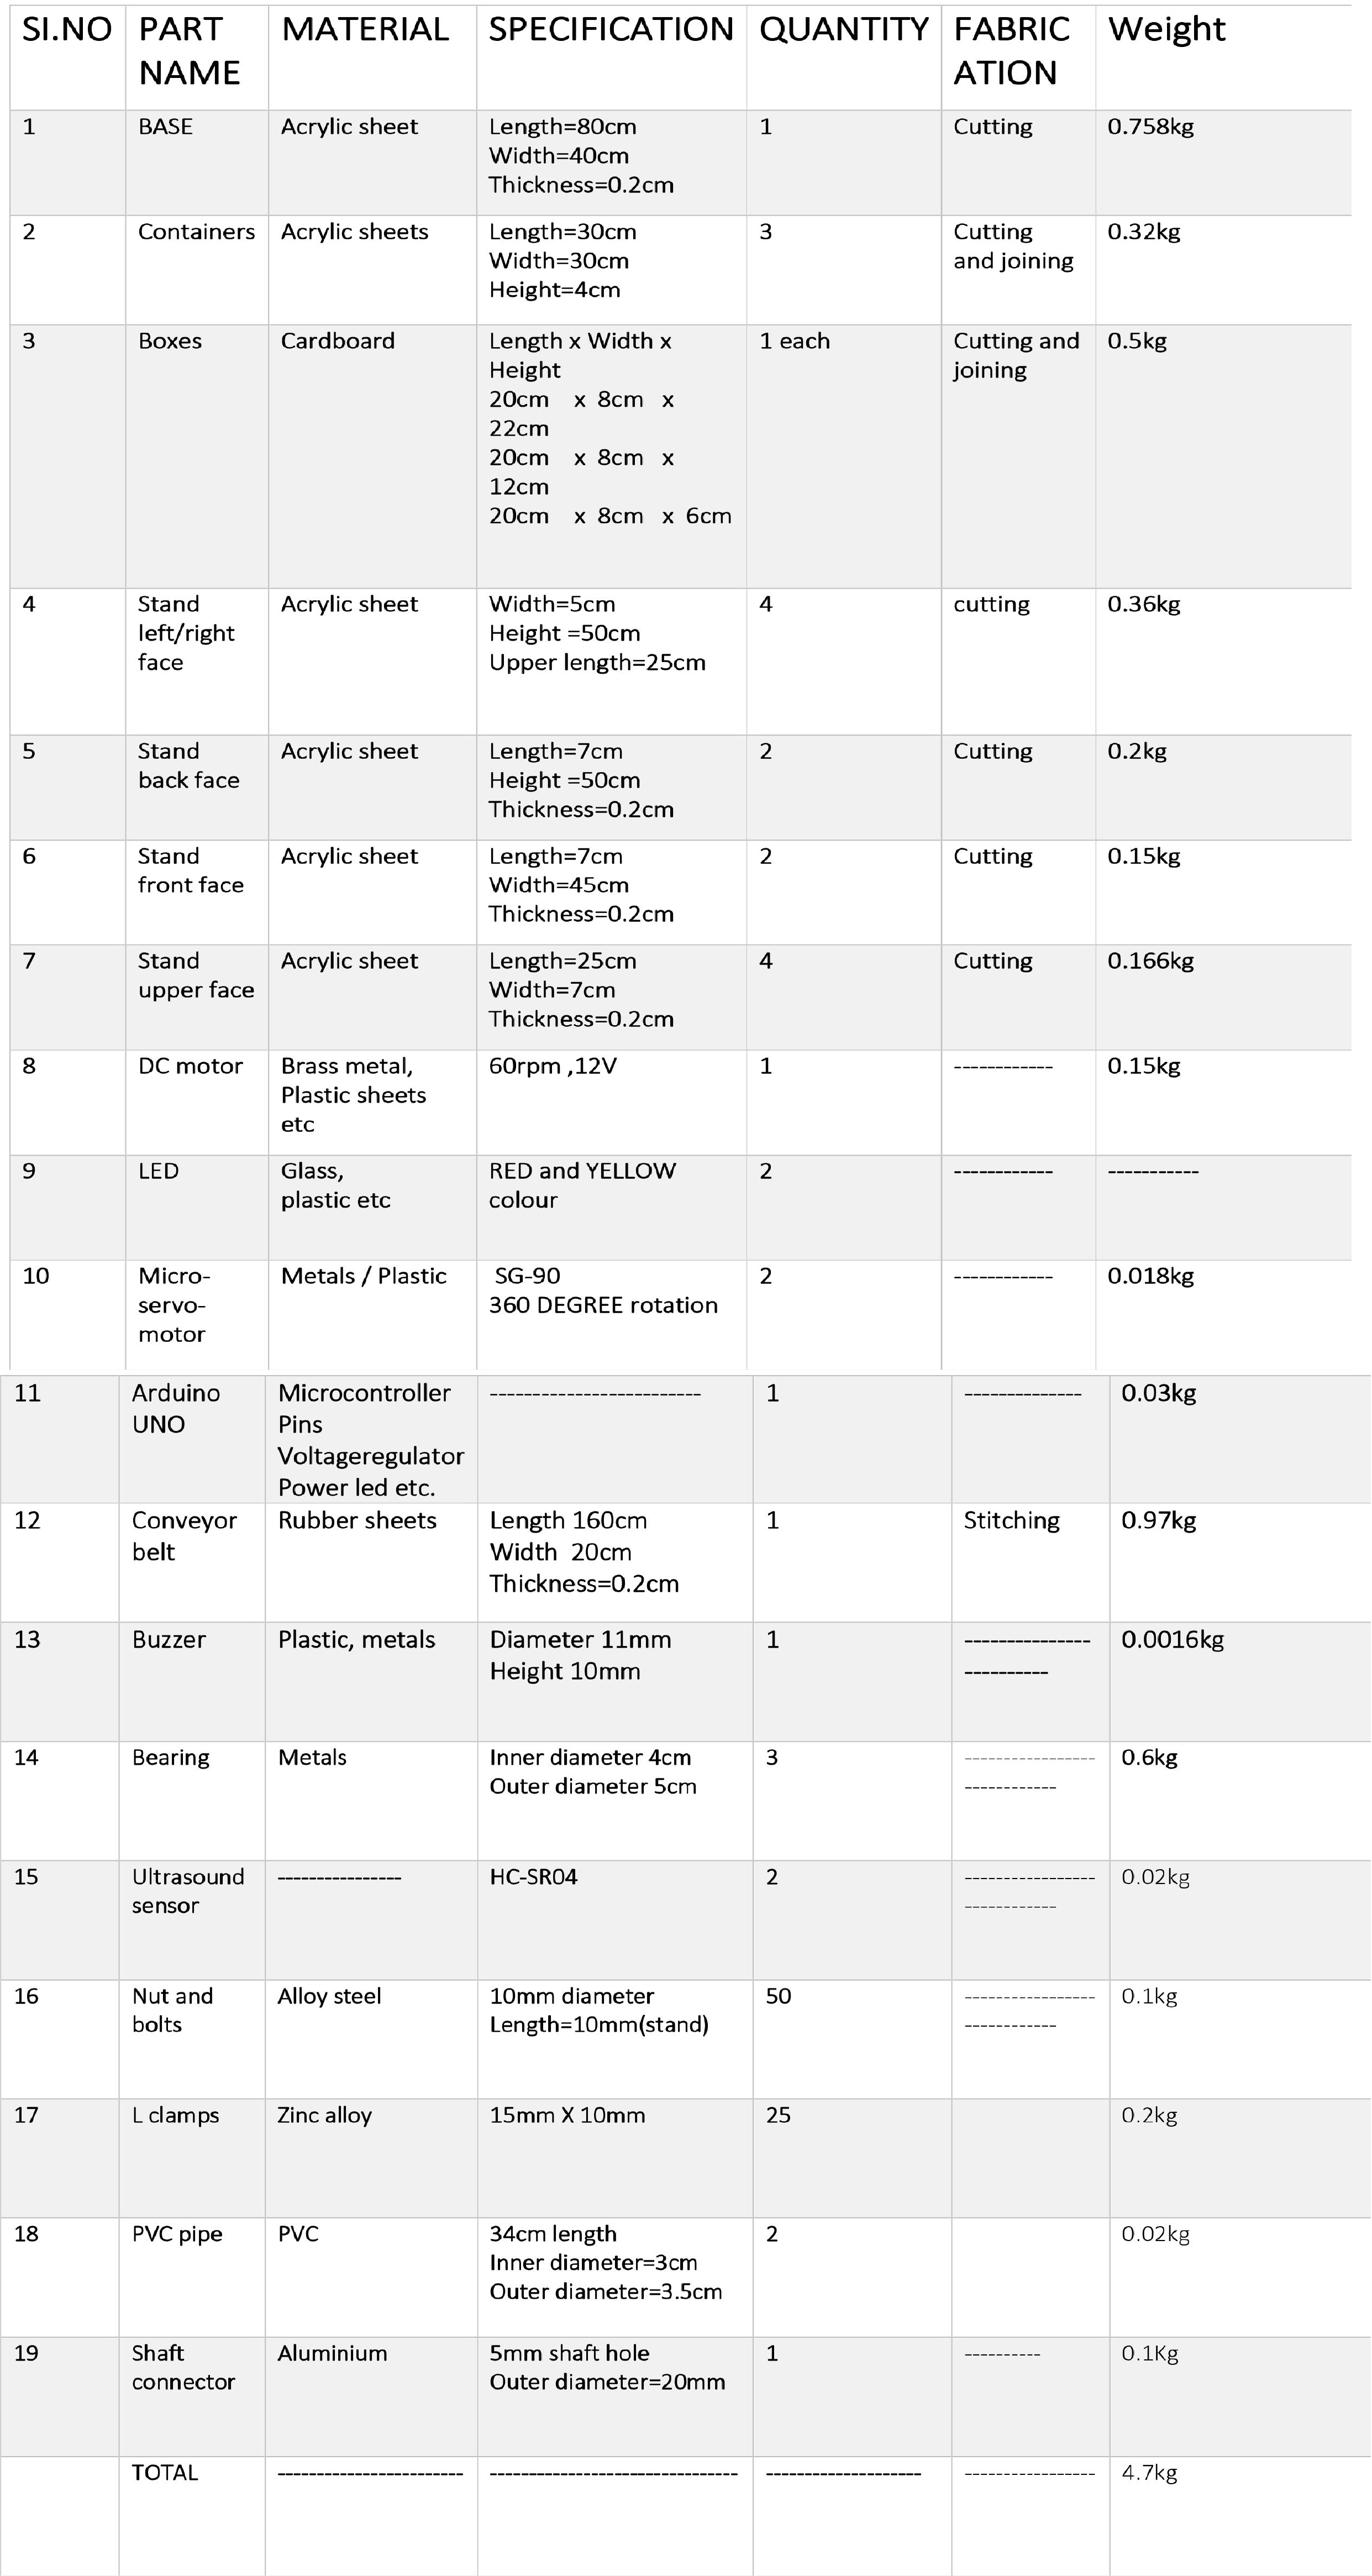 SI.NO PART NAME MATERIAL SPECIFICATION QUANTITY FABRIC ATION Weight
1 BASE Acrylic sheet Length=80cm 1 Cutting 0.758kg
Width=40cm
Thickness=0.2cm
2 Containers Acrylic sheets Length=30cm 3 Cutting 0.32kg
Width=30cm and joining
Height=4cm
3 Boxes Cardboard Length x Width x 1 each Cutting and 0.5kg
Height joining
20cm x 8cm x
22cm
20cm x 8cm x
12cm
20cm x 8cm x 6cm
4 Stand Acrylic sheet Width=5cm 4 cutting 0.36kg
left/right Height =50cm
face Upper length=25cm
5 Stand Acrylic sheet Length=7cm 2 Cutting 0.2kg
back face Height =50cm
Thickness=0.2cm
6 Stand Acrylic sheet Length=7cm 2 Cutting 0.15kg
front face Width=45cm
Thickness=0.2cm
7 Stand Acrylic sheet Length=25cm 4 Cutting 0.166kg
upper face Width=7cm
Thickness=0.2cm
8 DC motor Brass metal, 60rpm ,12V 1 ------------ 0.15kg
Plastic sheets
etc
9 LED Glass, RED and YELLOW 2 ------------ -----------
plastic etc colour
10 Micro- Metals / Plastic SG-90 2 ------------ 0.018kg
servo- 360 DEGREE rotation
motor
11 Arduino Microcontroller ------------------------- 1 -------------- 0.03kg
UNO Pins
Voltageregulator
Power led etc.
12 Conveyor Rubber sheets Length 160cm 1 Stitching 0.97kg
belt Width 20cm
Thickness=0.2cm
13 Buzzer Plastic, metals Diameter 11mm 1 --------------- 0.0016kg
Height 10mm ----------
14 Bearing Metals Inner diameter 4cm 3 ----------------- 0.6kg
Outer diameter 5cm ------------
15 Ultrasound ---------------- HC-SR04 2 ----------------- 0.02kg
sensor ------------
16 Nut and Alloy steel 10mm diameter 50 ----------------- 0.1kg
bolts Length=10mm(stand) ------------
17 L clamps Zinc alloy 15mm X 10mm 25 0.2kg
18 PVC pipe PVC 34cm length 2 0.02kg
Inner diameter=3cm
Outer diameter=3.5cm
19 Shaft Aluminium 5mm shaft hole 1 ---------- 0.1Kg
connector Outer diameter=20mm
TOTAL ------------------------ -------------------------------- -------------------- ----------------- 4.7kg